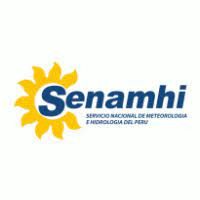 Senamhi
SERVICIO NACIONAL DE METEOROLOGIA
E HIDROLOGIA DEL PERU